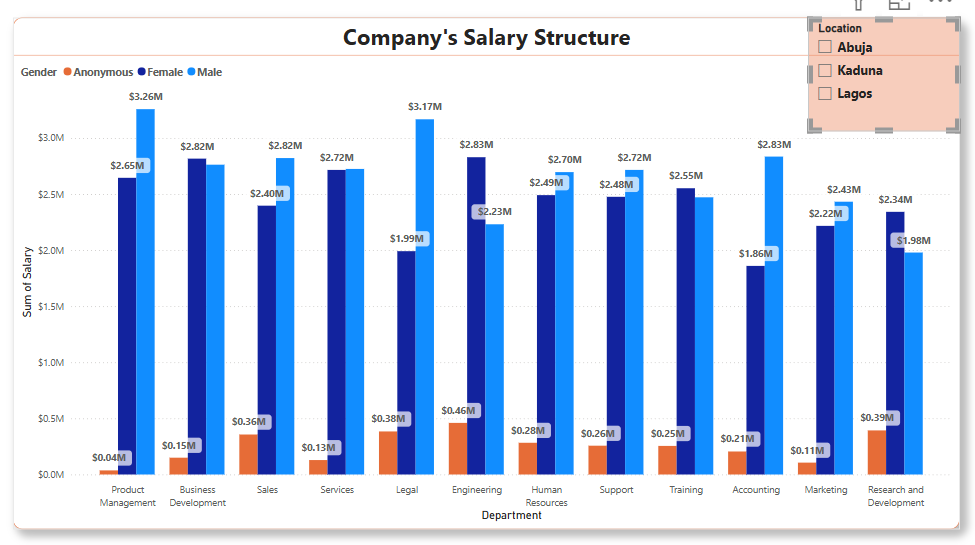 Company's Salary Structure
Location
Abuja
Kaduna
Lagos
Gender Anonymous Female Male
$3.26M
$3.17M
$3.0M
$2.82M
$2.82M
$2.72M
$2.83M
$2.70M
$2.72M
$2.83M
$2.65M
$2.5M
$2.40M
$2.49M
$2.48M
$2.55M
$2.43M
$2.34M
$2.23M
$2.22M
$2.0M
$1.99M
$1.98M
$1.86M
$1.5M
$1.0M
$0.5M
$0.04M
$0.15M
$0.36M
$0.13M
$0.38M
$0.46M
$0.28M
$0.26M
$0.25M
$0.21M
$0.11M
$0.39M
$0.0M
Sum of Salary
Product
Management
Business
Development
Sales
Services
Legal
Engineering
Human
Resources
Support
Training
Accounting
Marketing
Research and
Development
Department